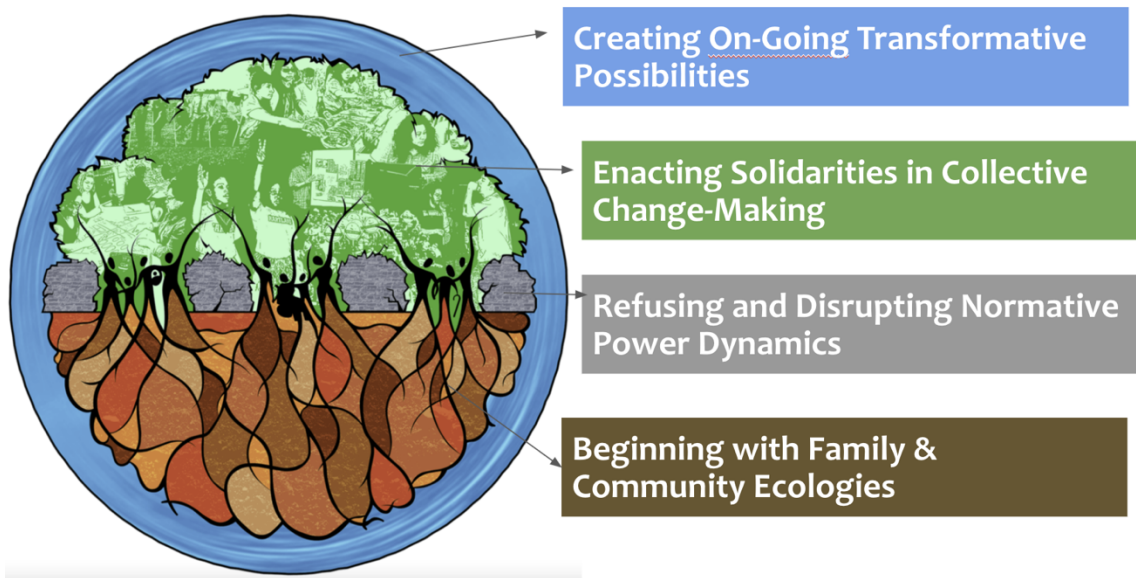 Creating On-Going Transformative
Possibilities
Enacting Solidarities in Collective
Change-Making
Refusing and Disrupting Normative
Power Dynamics
Beginning with Family &
Community Ecologies